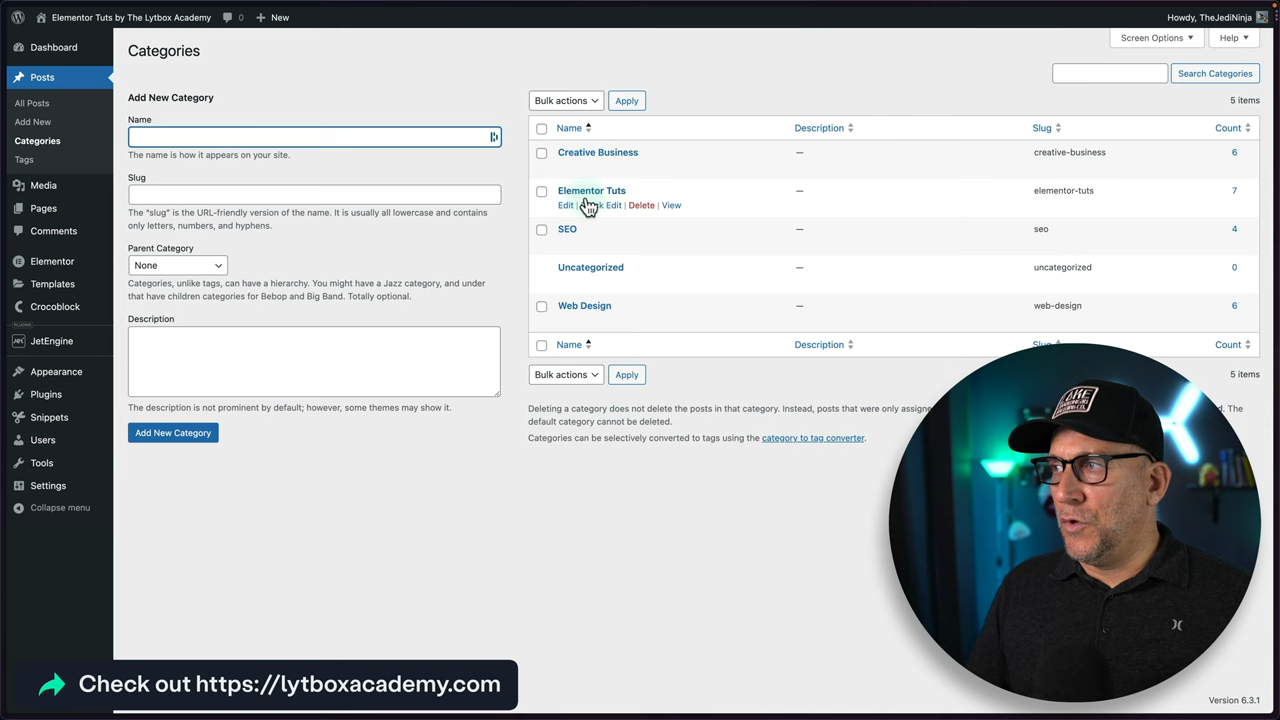 Elementor Tuts by The Lytbox Academy
0
New
Howdy, TheJediNinja
Dashboard
Posts
All Posts
Add New
Categories
Tags
Media
Pages
Comments
Elementor
Templates
Crocoblock
JetEngine
Appearance
Plugins
Snippets
Users
Tools
Settings
Collapse menu
Categories
Screen Options
Help
Add New Category
Name
The name is how it appears on your site.
Slug
The “slug” is the URL-friendly version of the name. It is usually all lowercase and contains
only letters, numbers, and hyphens.
Parent Category
None
Categories, unlike tags, can have a hierarchy. You might have a Jazz category, and under
that have children categories for Bebop and Big Band. Totally optional.
Description
The description is not prominent by default; however, some themes may show it.
Add New Category
Search Categories
Bulk actions
Apply
5 items
Name Description Slug Count
Creative Business — creative-business 6
Elementor Tuts — elementor-tuts 7
Edit | Edit | Delete | View
SEO — seo 4
Uncategorized — uncategorized 0
Web Design — web-design 6
Name Description Slug Count
Bulk actions
Apply
5 items
Deleting a category does not delete the posts in that category. Instead, posts that were only The
default category cannot be deleted.
Categories can be selectively converted to tags using the category to tag converter.
Check out https://lytboxacademy.com
Version 6.3.1